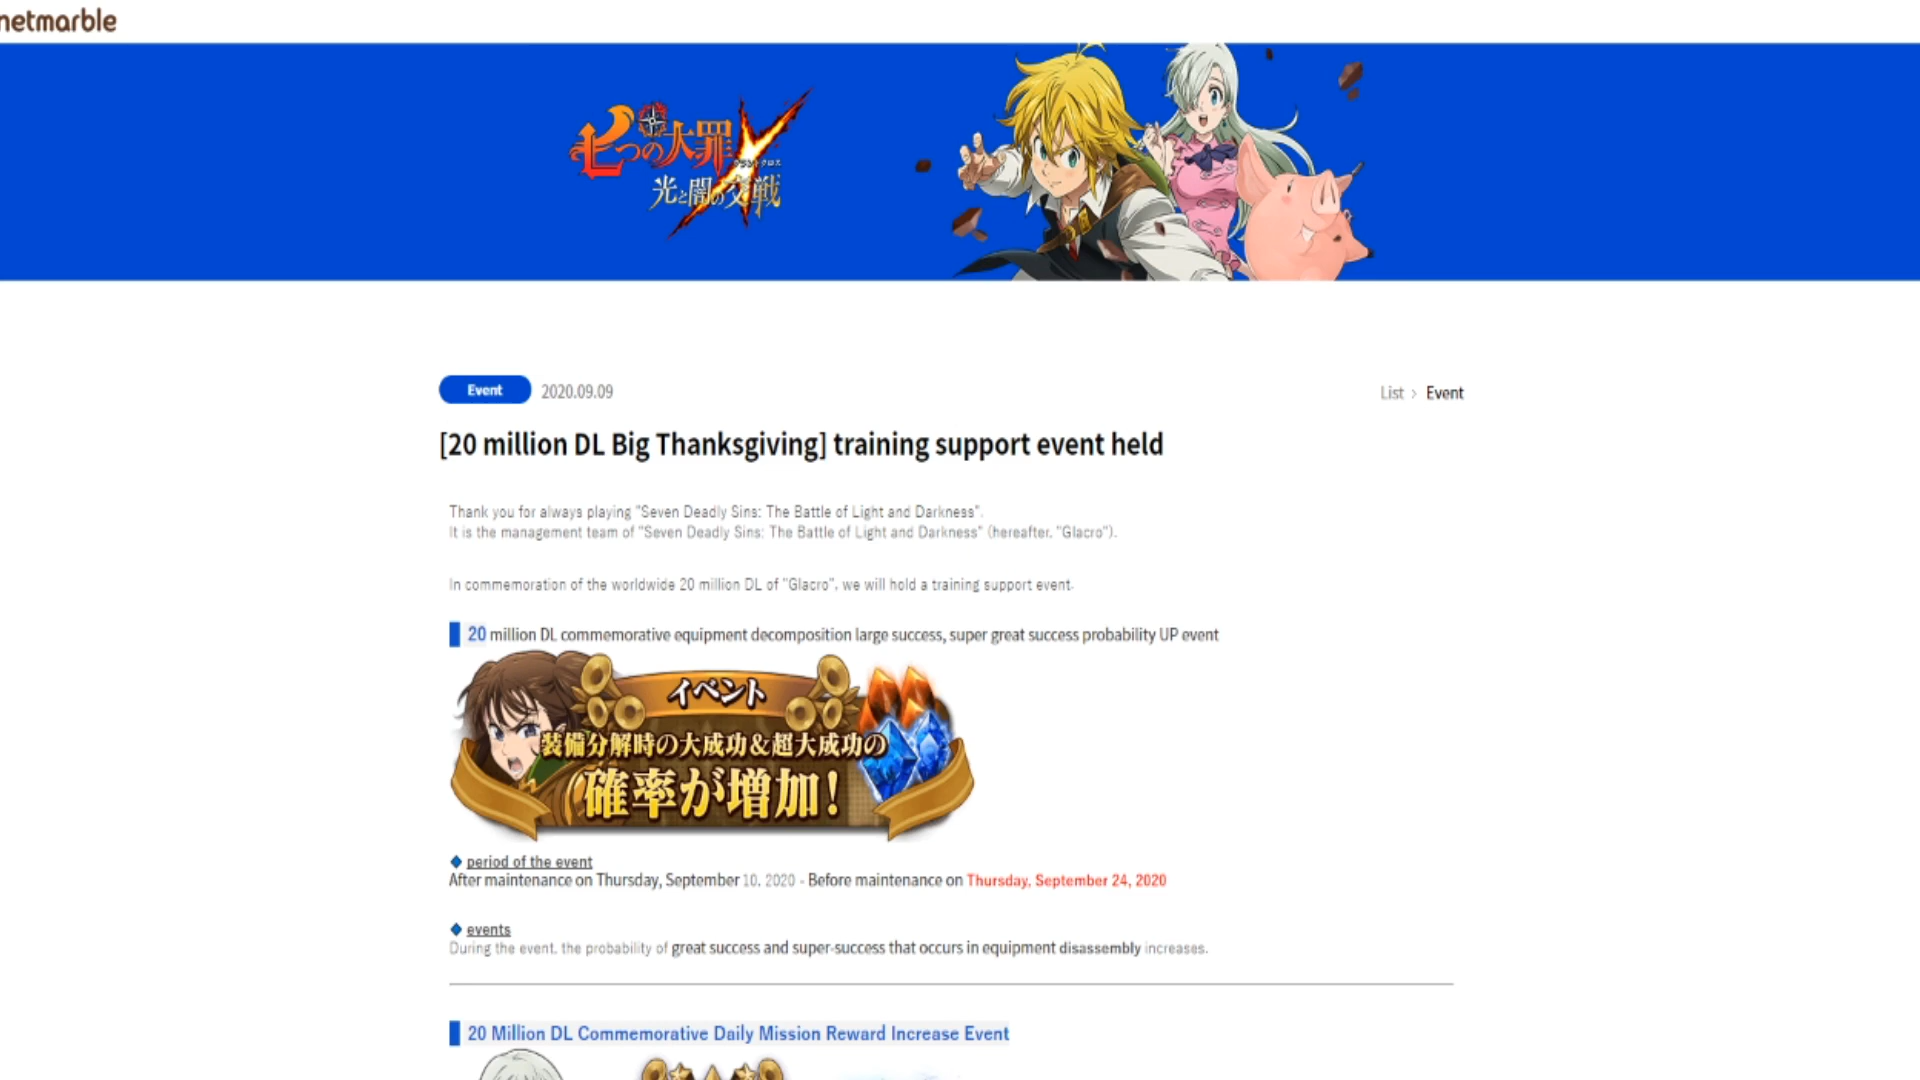 netmarble
七つの大罪
グランドクロス
光と闇の交戦
Event 2020.09.09
List > Event
[20 million DL Big Thanksgiving] training support event held
Thank you for always playing "Seven Deadly Sins: The Battle of Light and Darkness".
It is the management team of "Seven Deadly Sins: The Battle of Light and Darkness" (hereafter, "Glacro").
In commemoration of the worldwide 20 million DL of "Glacro", we will hold a training support event.
20 million DL commemorative equipment decomposition large success, super great success probability UP event
イベント
装備分解時の大成功&超大成功の
確率が増加!
◆ period of the event
After maintenance on Thursday, September 10, 2020 - Before maintenance on Thursday, September 24, 2020
◆ events
During the event, the probability of great success and super-success that occurs in equipment disassembly increases.
20 Million DL Commemorative Daily Mission Reward Increase Event